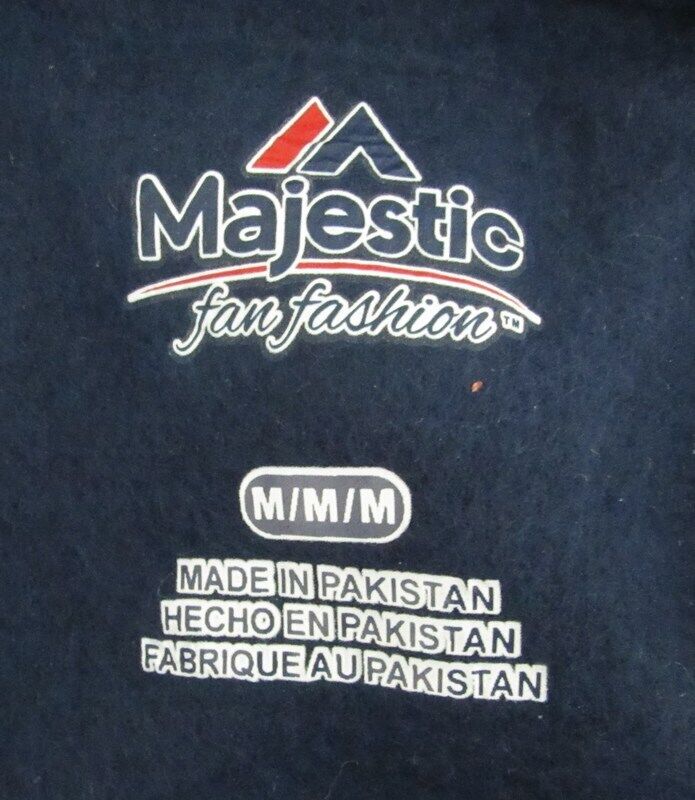 Majestic
fan fashion™
M/M/M
MADE IN PAKISTAN
HECHO EN PAKISTAN
FABRIQUE AU PAKISTAN